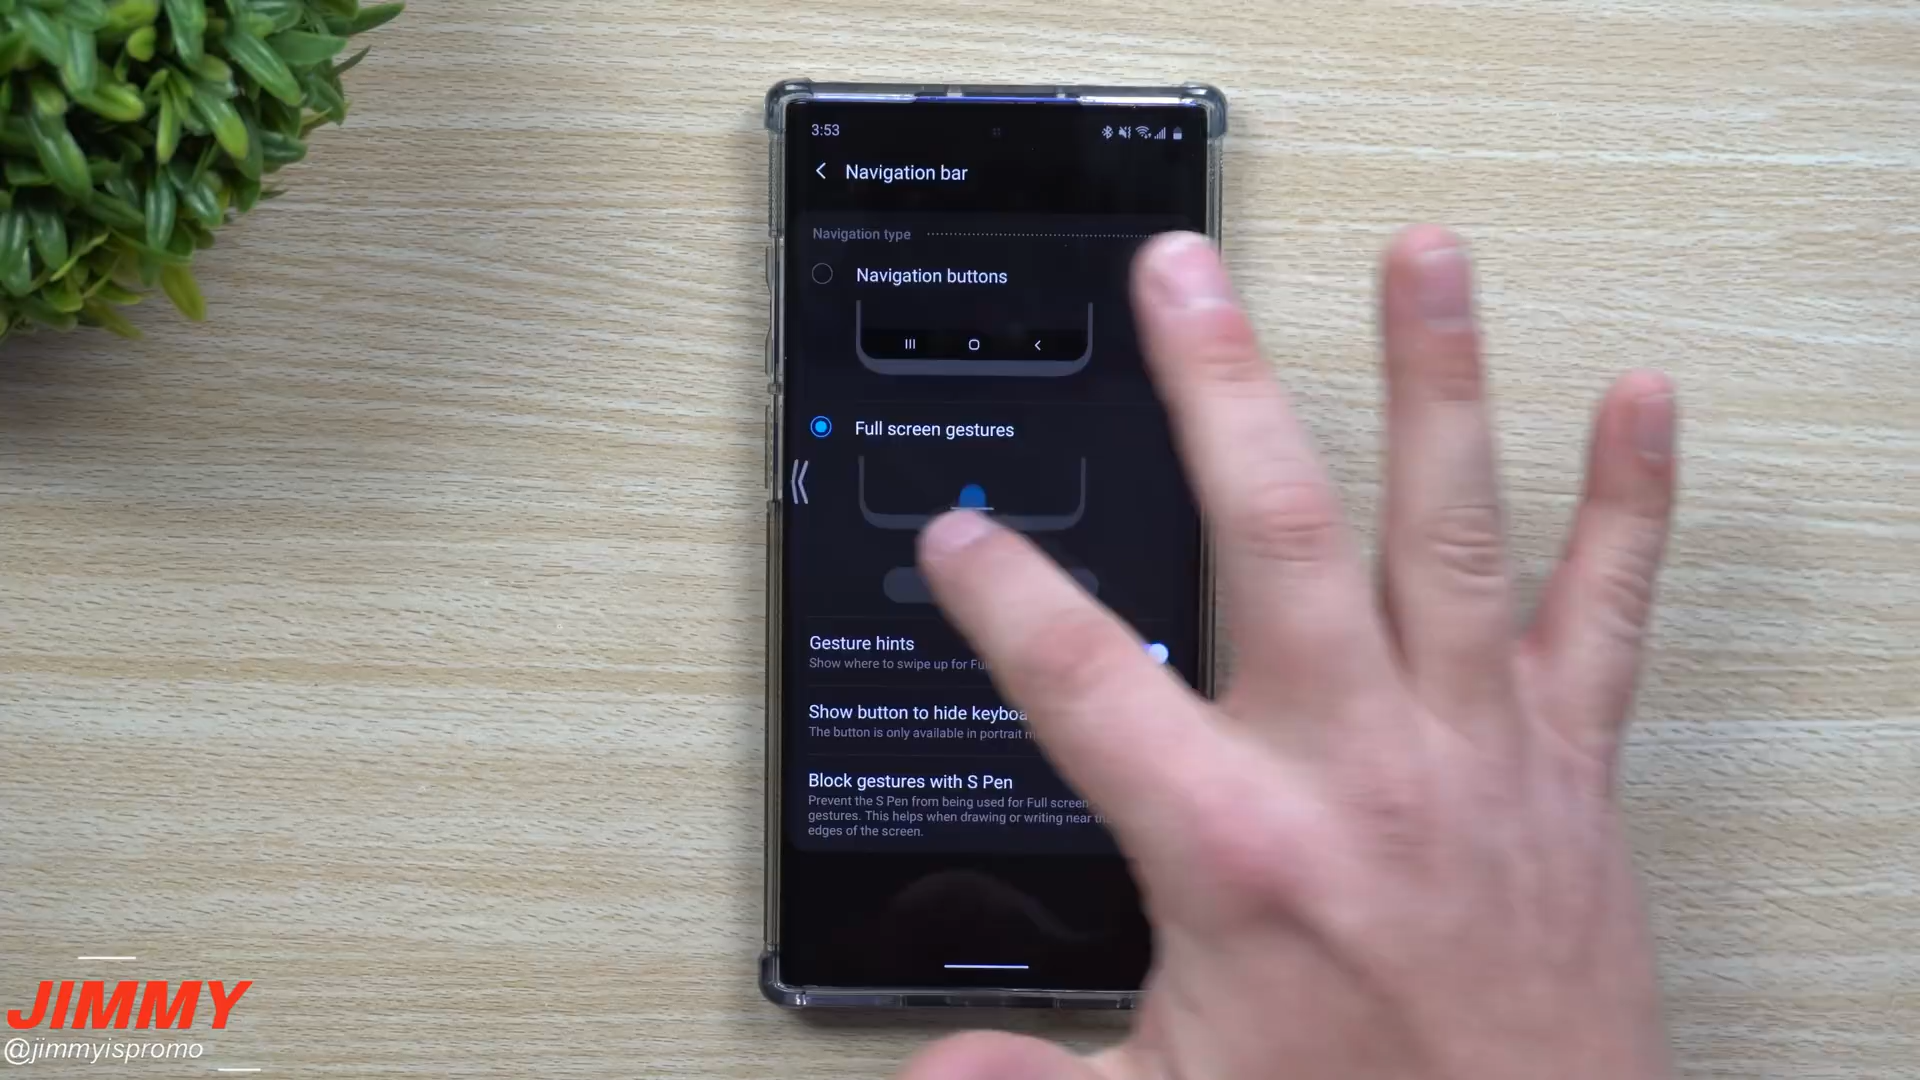 3:53
Navigation bar
Navigation type
Navigation buttons
Full screen gestures
Gesture hints
Show where to swipe up for
Show button to hide
The button is only available in portrait
Block gestures with S Pen
Prevent the S Pen from being used for Full screen
gestures. This helps when drawing or writing near
edges of the screen.
JIMMY
@jimmyispromo